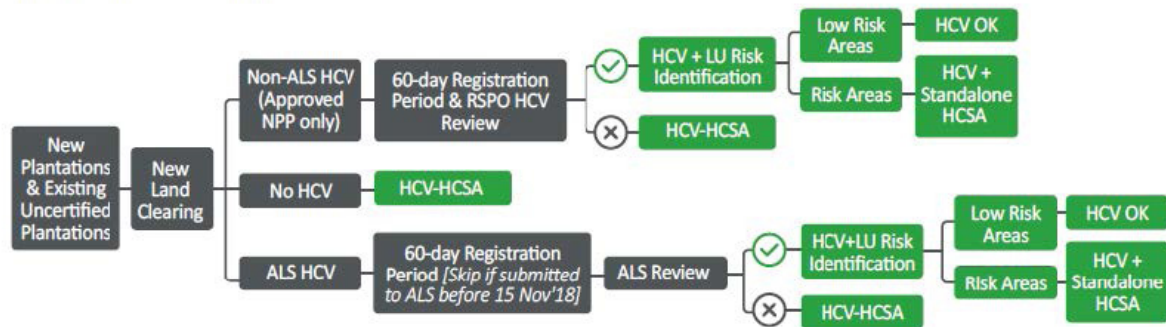 New
Plantations
& Existing
Uncertified
Plantations
New
Land
Clearing
Non-ALS HCV
(Approved
NPP only)
60-day Registration
Period & RSPO HCV
Review
HCV + LU Risk
Identification
Low Risk
Areas
HCV OK
Risk Areas
HCV +
Standalone
HCSA
HCV-HCSA
No HCV
HCV-HCSA
ALS HCV
60-day Registration
Period [Skip if submitted
to ALS before 15 Nov'18]
ALS Review
HCV+LU Risk
Identification
Low Risk
Areas
HCV OK
Risk Areas
HCV +
Standalone
HCSA
HCV-HCSA